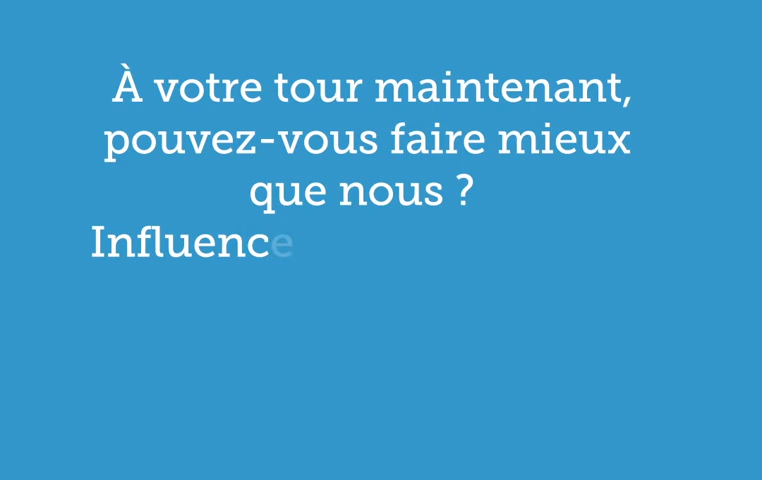 À votre tour maintenant,
pouvez-vous faire mieux
que nous ?
Influence